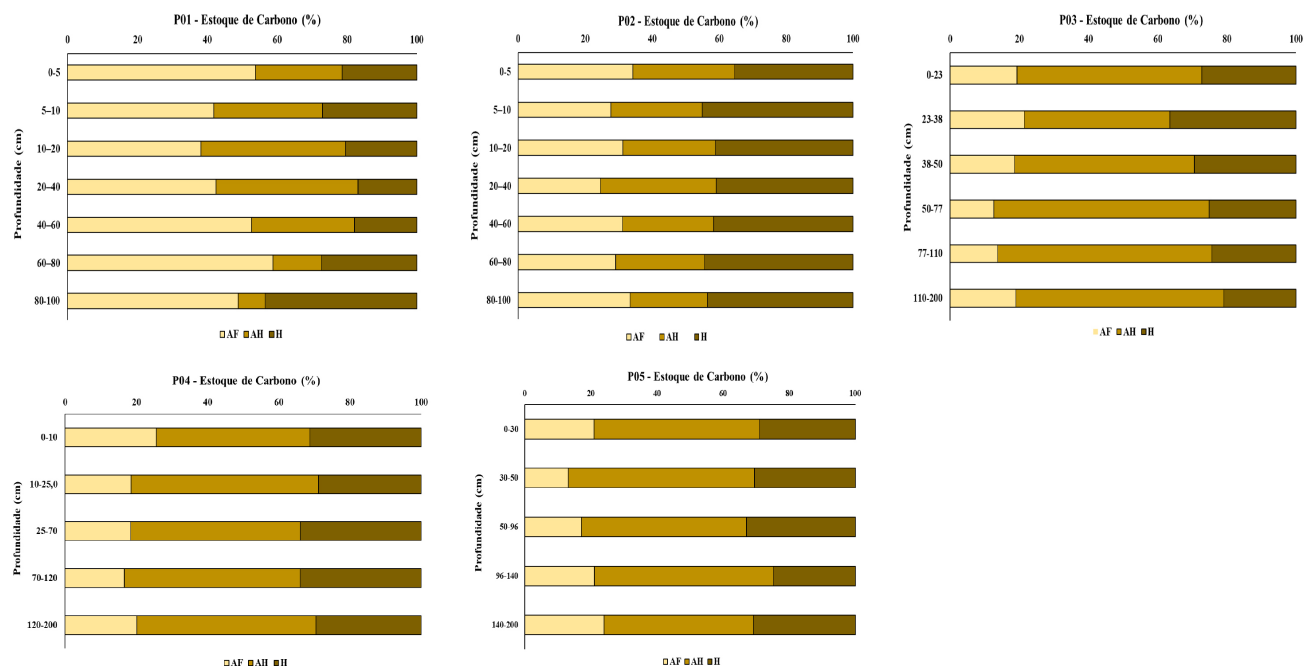 P01 - Estoque de Carbono (%)
0 20 40 60 80 100
Profundidade (cm)
0-5
5–10
10–20
20–40
40–60
60–80
80-100
AF AH H
P02 - Estoque de Carbono (%)
0 20 40 60 80 100
Profundidade (cm)
0-5
5–10
10–20
20–40
40–60
60–80
80-100
AF AH H
P03 - Estoque de Carbono (%)
0 20 40 60 80 100
Profundidade (cm)
0-23
23-38
38-50
50-77
77-110
110-200
AF AH H
P04 - Estoque de Carbono (%)
0 20 40 60 80 100
Profundidade (cm)
0-10
10-25,0
25-70
70-120
120-200
AF AH H
P05 - Estoque de Carbono (%)
0 20 40 60 80 100
Profundidade (cm)
0-30
30-50
50-96
96-140
140-200
AF AH H